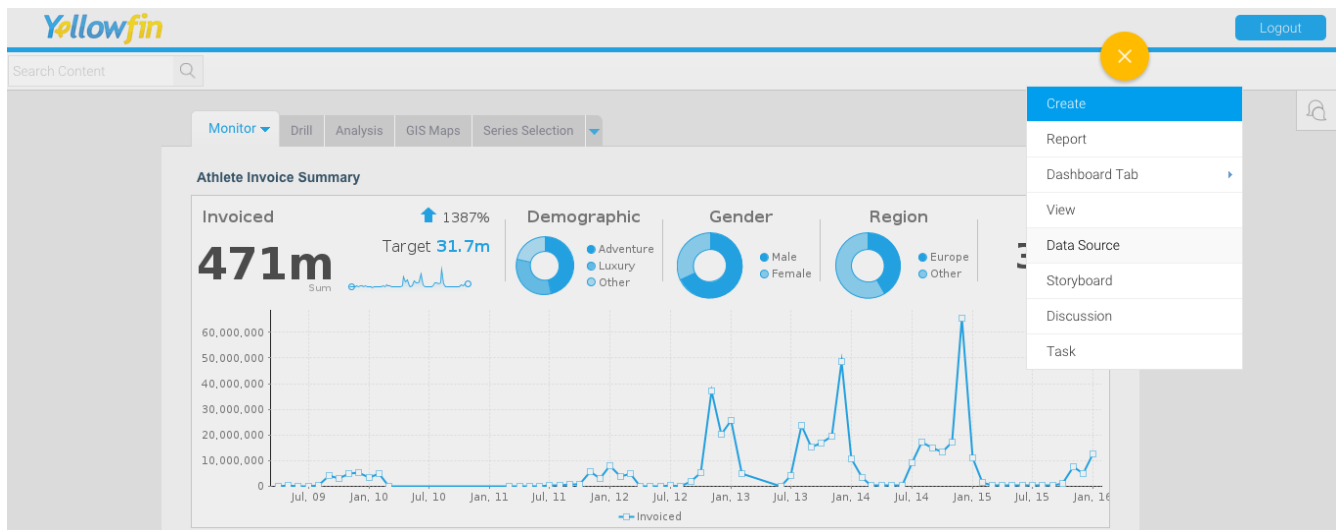 Yellowfin
Logout
Search Content
Create
Report
Dashboard Tab
View
Data Source
Storyboard
Discussion
Task
Monitor
Drill
Analysis
GIS Maps
Series Selection
Athlete Invoice Summary
Invoiced
471m
Sum
1387%
Target 31.7m
Demographic
Adventure
Luxury
Other
Gender
Male
Female
Region
Europe
Other
60,000,000
50,000,000
40,000,000
30,000,000
20,000,000
10,000,000
0
Jul, 09 Jan, 10 Jul, 10 Jan, 11 Jul, 11 Jan, 12 Jul, 12 Jan, 13 Jul, 13 Jan, 14 Jul, 14 Jan, 15 Jul, 15 Jan, 16
Invoiced